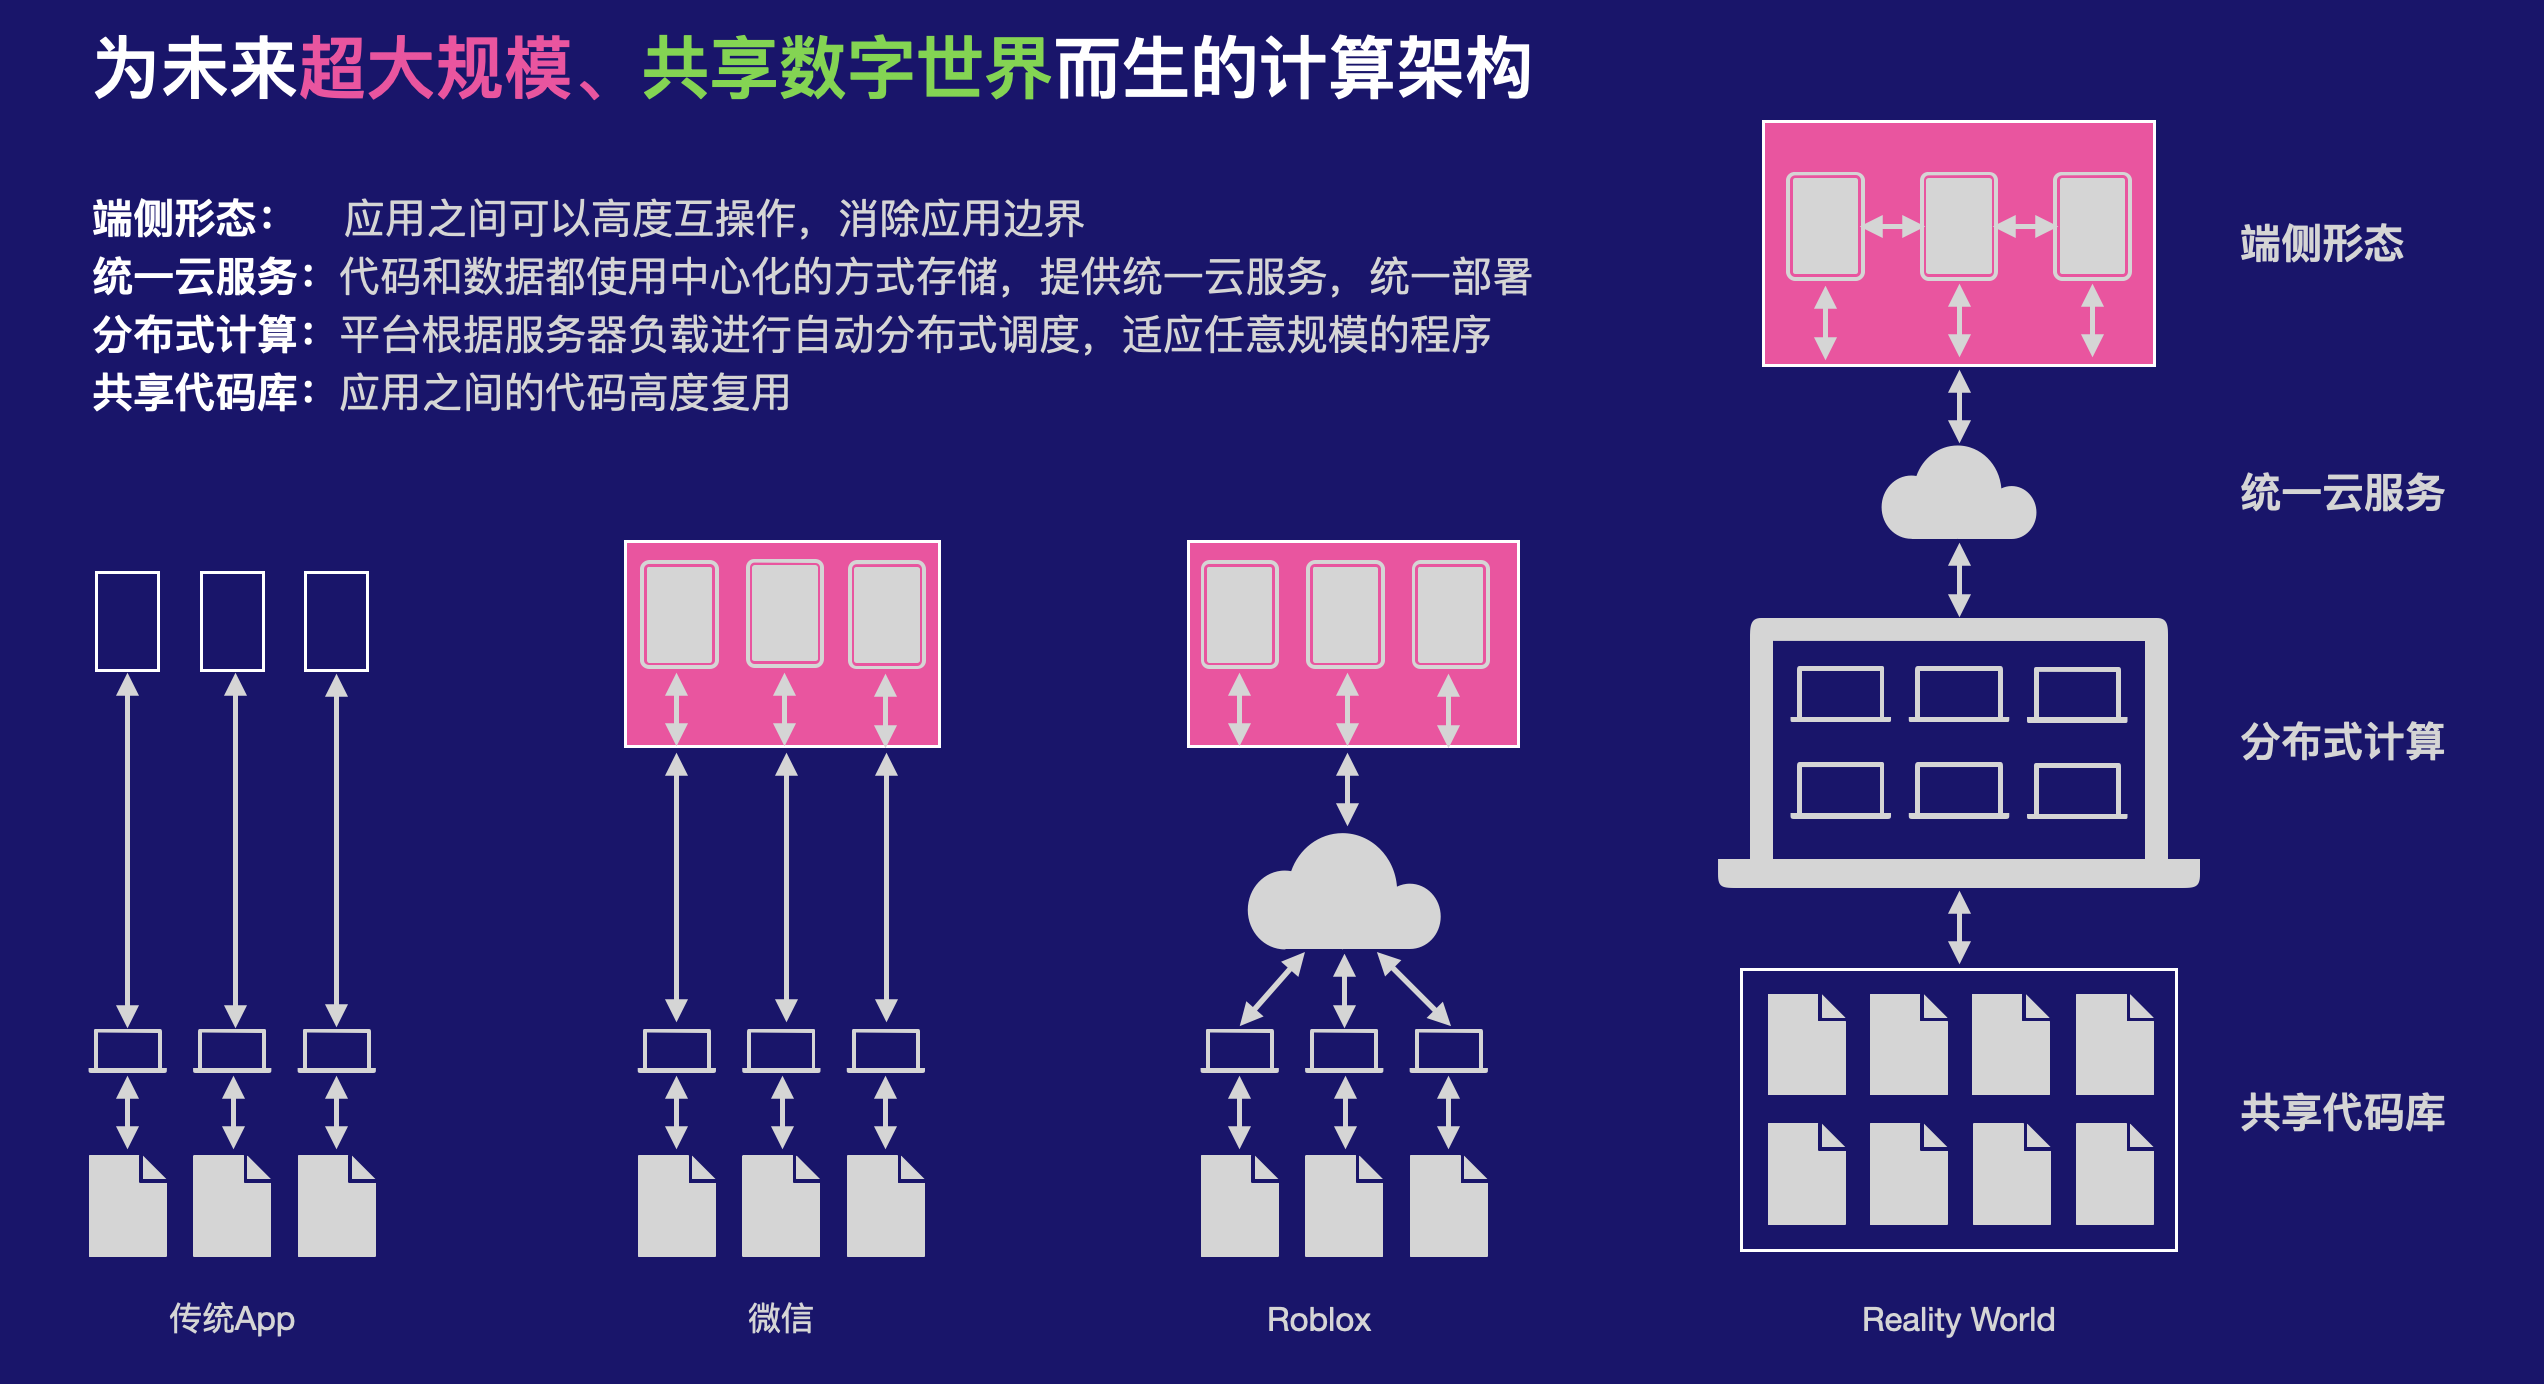 为未来超大规模、共享数字世界而生的计算架构
端侧形态： 应用之间可以高度互操作，消除应用边界
统一云服务：代码和数据都使用中心化的方式存储，提供统一云服务，统一部署
分布式计算：平台根据服务器负载进行自动分布式调度，适应任意规模的程序
共享代码库：应用之间的代码高度复用
端侧形态
统一云服务
分布式计算
共享代码库
传统App
微信
Roblox
Reality World